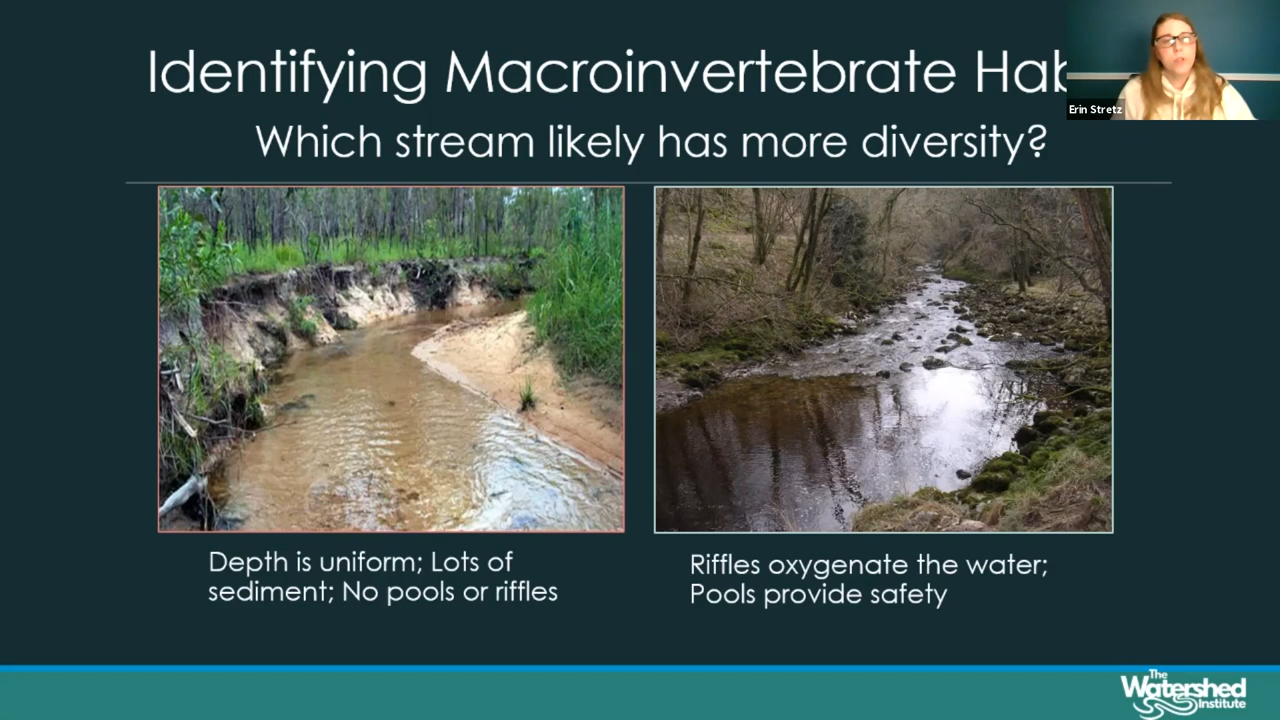 Identifying Macroinvertebrate Hab
Erin Stretz
Which stream likely has more diversity?
Depth is uniform; Lots of
sediment; No pools or riffles
Riffles oxygenate the water;
Pools provide safety
The
Watershed
Institute